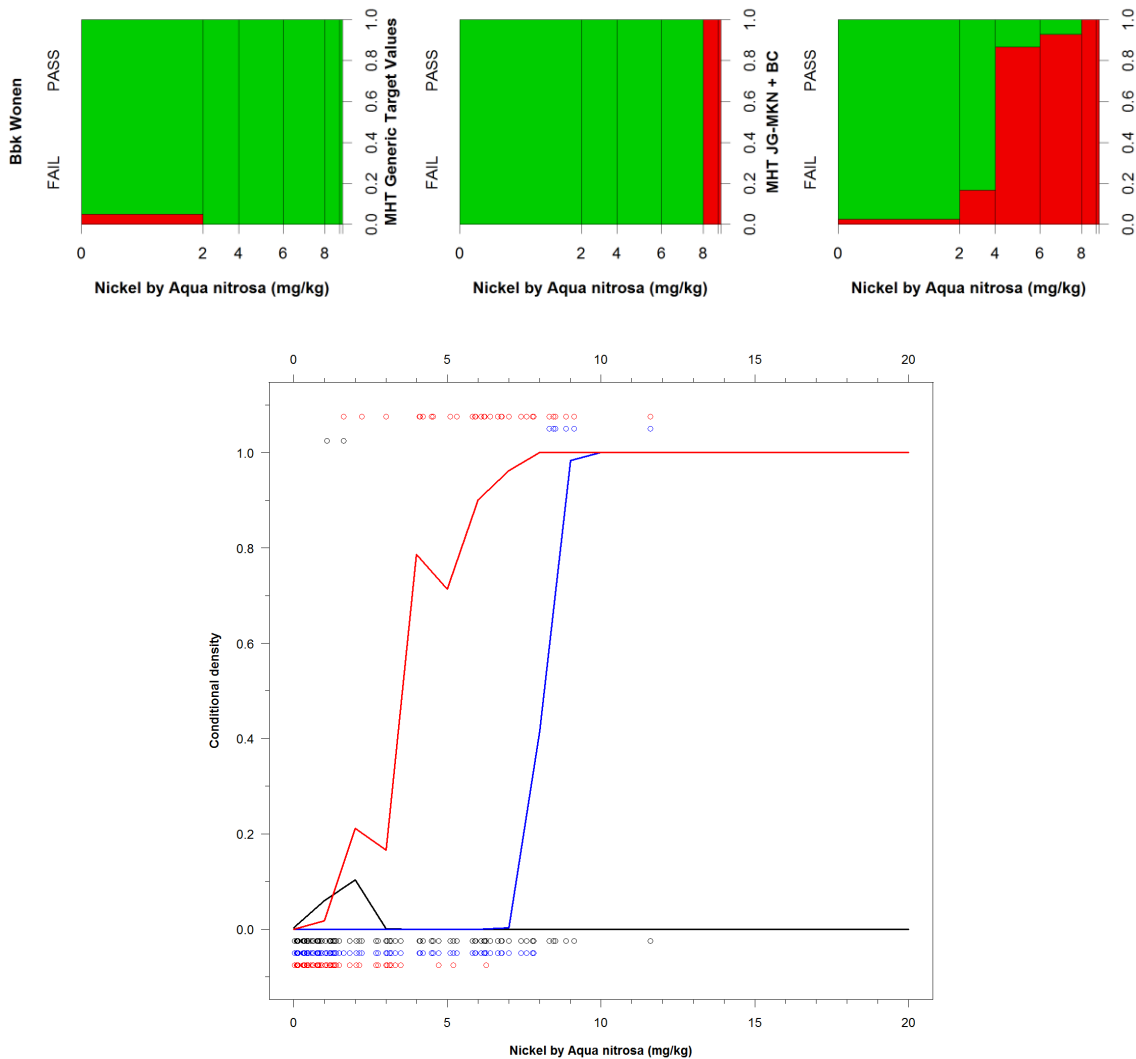 Bbk Wonen
FAIL PASS
0.0 0.2 0.4 0.6 0.8 1.0
0 2 4 6 8
Nickel by Aqua nitrosa (mg/kg)
MHT Generic Target Values
FAIL PASS
0.0 0.2 0.4 0.6 0.8 1.0
0 2 4 6 8
Nickel by Aqua nitrosa (mg/kg)
MHT JG-MKN + BC
FAIL PASS
0.0 0.2 0.4 0.6 0.8 1.0
0 2 4 6 8
Nickel by Aqua nitrosa (mg/kg)
0 5 10 15 20
Conditional density
1.0
0.8
0.6
0.4
0.2
0.0
0 5 10 15 20
Nickel by Aqua nitrosa (mg/kg)